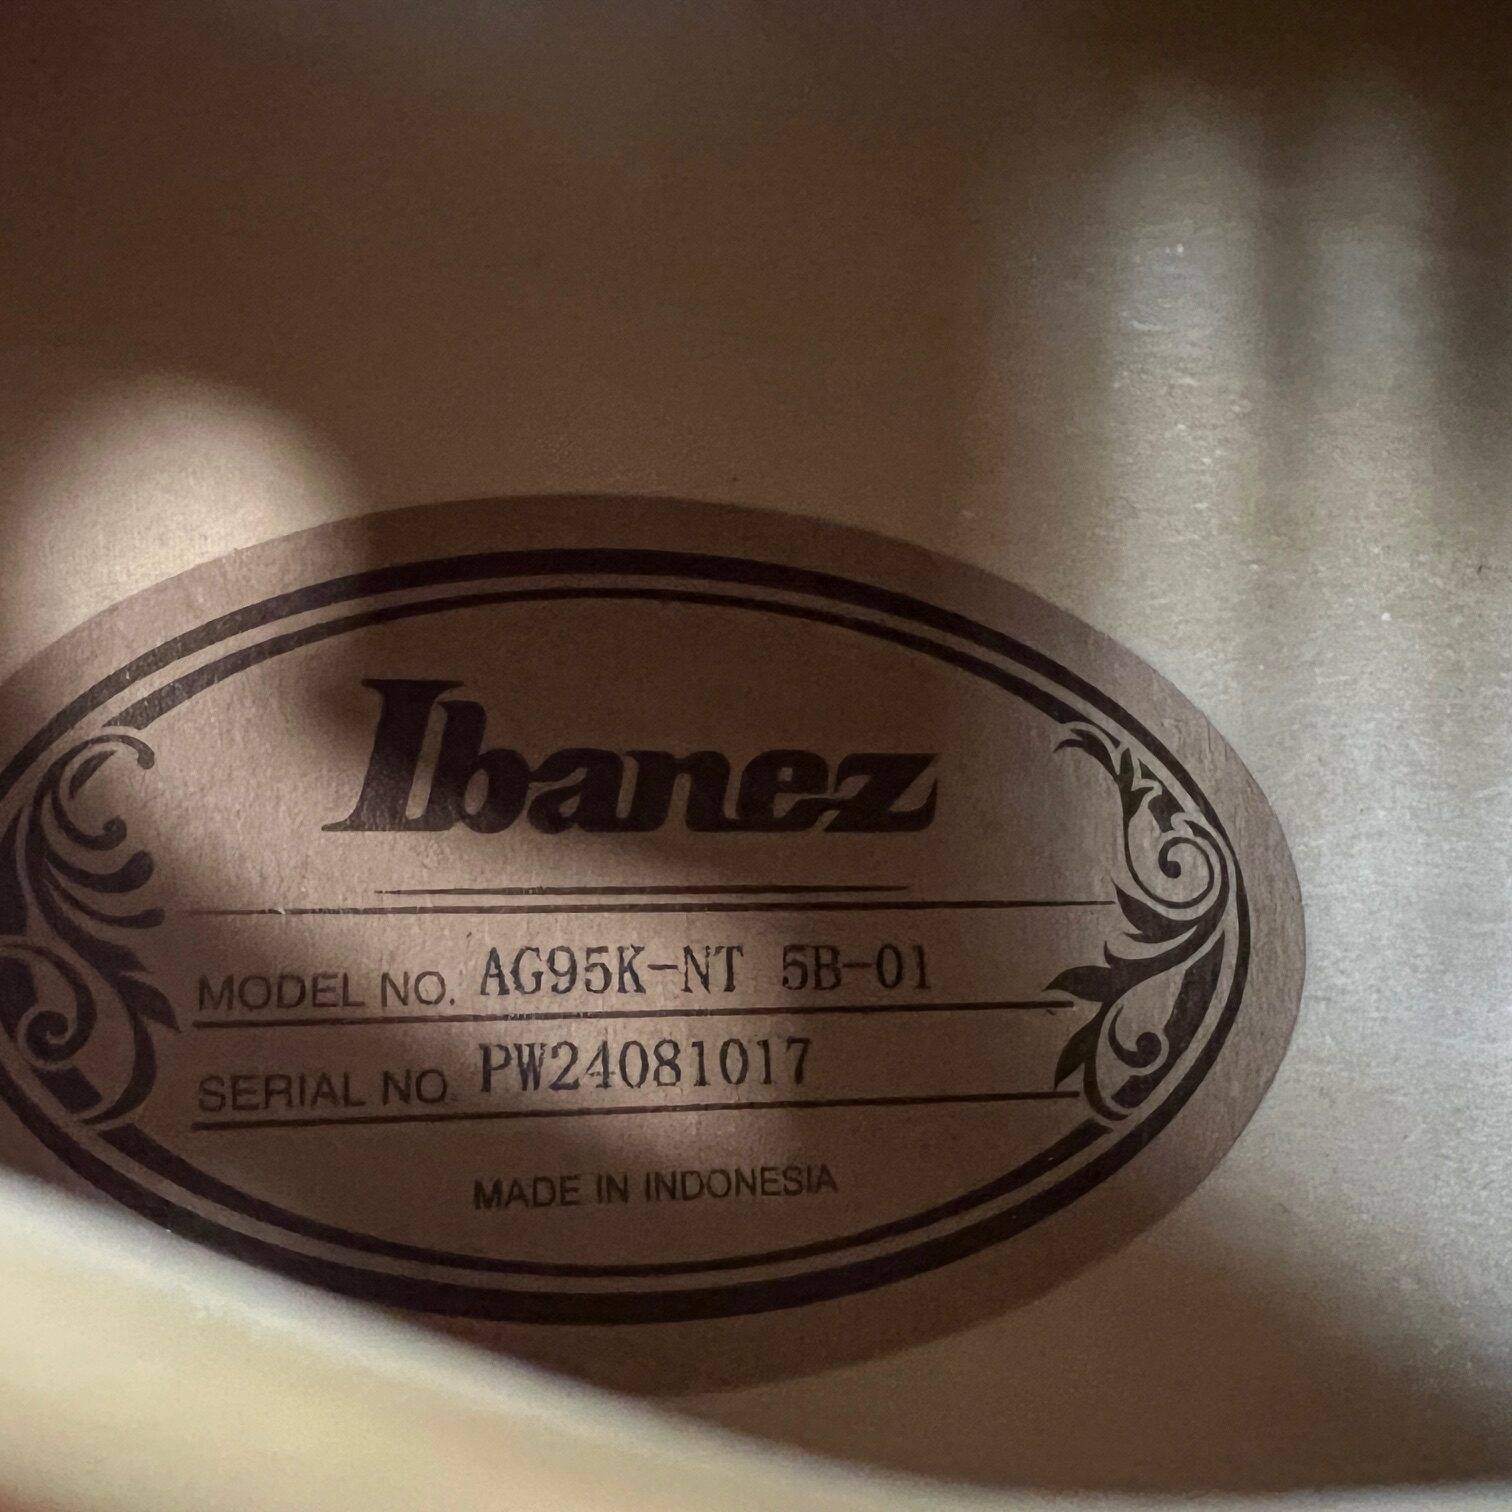 Ibanez
MODEL NO. AG95K-NT 5B-01
SERIAL NO. PW24081017
MADE IN INDONESIA